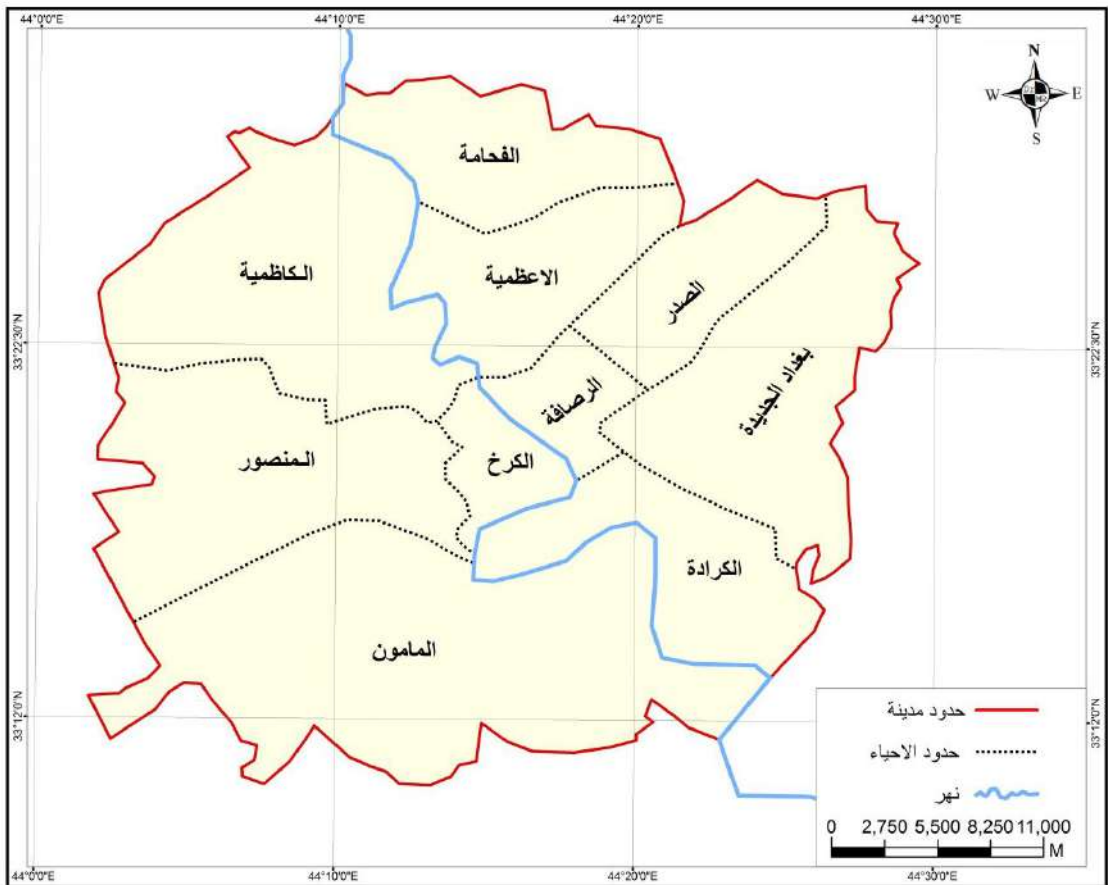 44°0'0"E 44°10'0"E 44°20'0"E 44°30'0"E
N
W E
S
الفحامة
الكاظمية
الاعظمية
الصدر
33°22'30"N 33°22'30"N
بغداد الجديدة
الرصافة
المنصور
الكرخ
الكرادة
المامون
33°12'0"N 33°12'0"N
حدود مدينة
حدود الاحياء
نهر
0 2,750 5,500 8,250 11,000
M
44°0'0"E 44°10'0"E 44°20'0"E 44°30'0"E